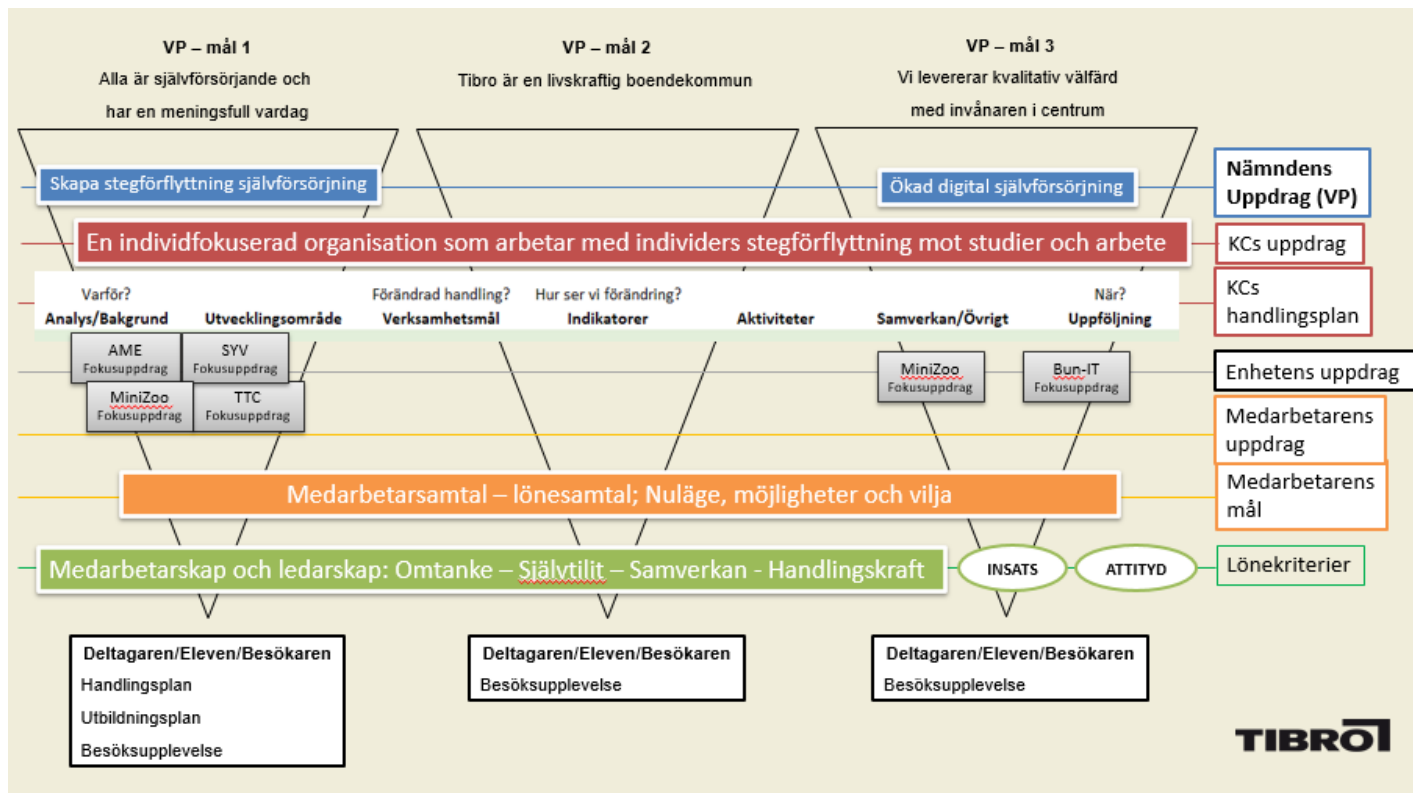 VP – mål 1
Alla är självförsörjande och
har en meningsfull vardag
VP – mål 2
Tibro är en livskraftig boendekommun
VP – mål 3
Vi levererar kvalitativ välfärd
med invånaren i centrum
Skapa stegförflyttning självförsörjning
Ökad digital självförsörjning
Nämndens
Uppdrag (VP)
En individfokuserad organisation som arbetar med individers stegförflyttning mot studier och arbete
KCs uppdrag
Varför?
Förändrad handling?
Hur ser vi förändring?
När?
Analys/Bakgrund
Utvecklingsområde
Verksamhetsmål
Indikatorer
Aktiviteter
Samverkan/Övrigt
Uppföljning
KCs
handlingsplan
AME
Fokusuppdrag
SYV
Fokusuppdrag
MiniZoo
Fokusuppdrag
TTC
Fokusuppdrag
MiniZoo
Fokusuppdrag
Bun-IT
Fokusuppdrag
Enhetens uppdrag
Medarbetarens
uppdrag
Medarbetarsamtal – lönesamtal; Nuläge, möjligheter och vilja
Medarbetarens
mål
Medarbetarskap och ledarskap: Omtanke – Självtilit – Samverkan - Handlingskraft
INSATS
ATTITYD
Lönekriterier
Deltagaren/Eleven/Besökaren
Handlingsplan
Utbildningsplan
Besöksupplevelse
Deltagaren/Eleven/Besökaren
Besöksupplevelse
Deltagaren/Eleven/Besökaren
Besöksupplevelse
TIBRO